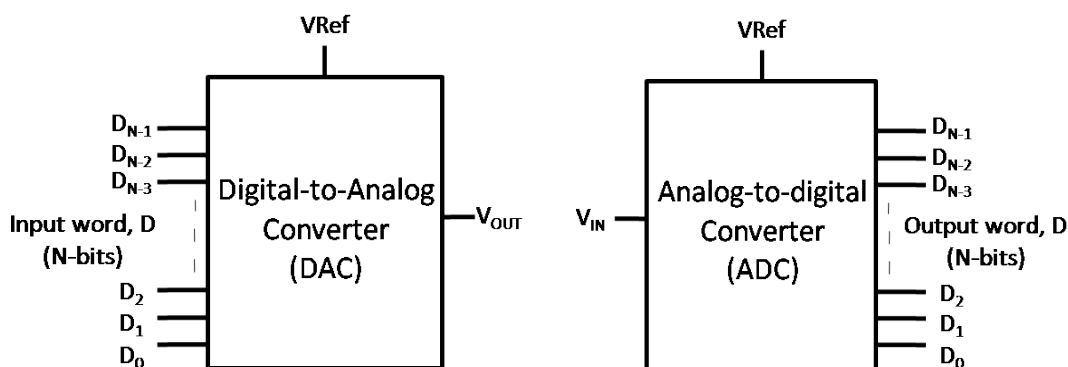 VRef
D_{N-1}
D_{N-2}
D_{N-3}
Input word, D
(N-bits)
D_2
D_1
D_0
Digital-to-Analog
Converter
(DAC)
V_{OUT}
VRef
V_{IN}
Analog-to-digital
Converter
(ADC)
D_{N-1}
D_{N-2}
D_{N-3}
Output word, D
(N-bits)
D_2
D_1
D_0